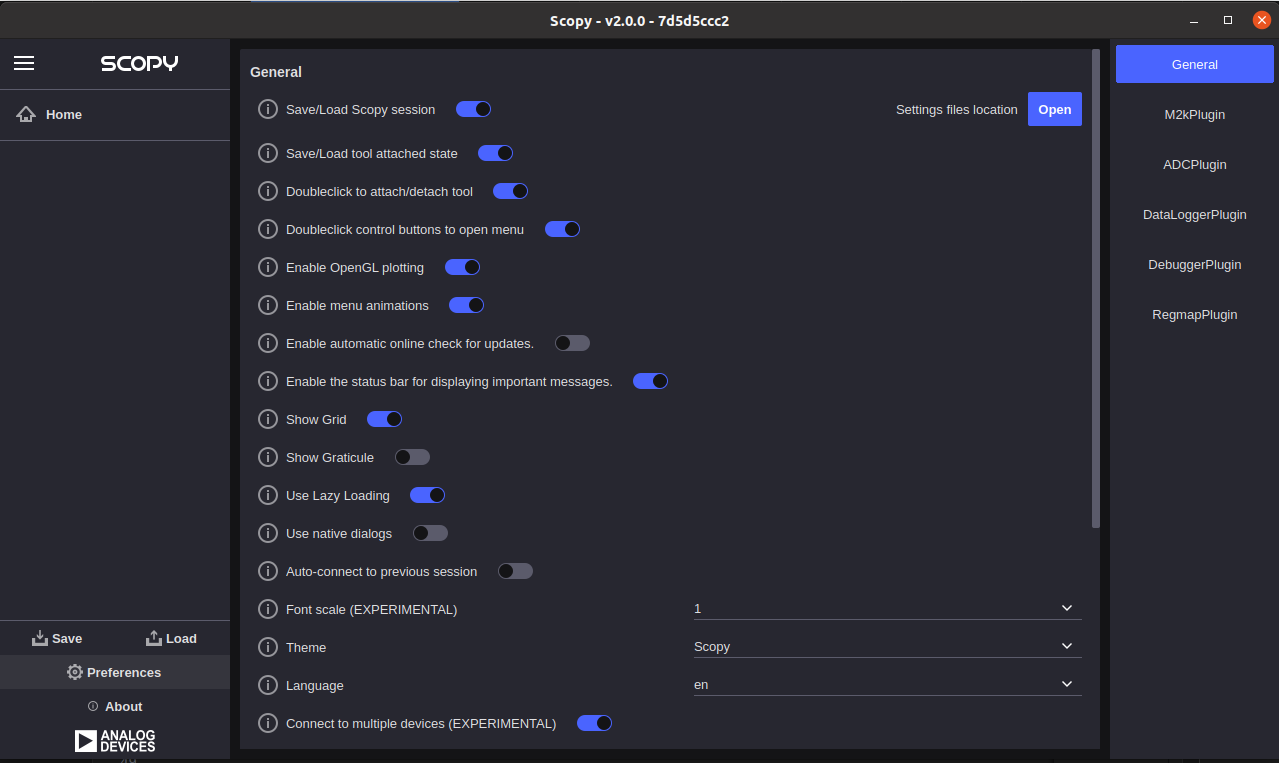 Scopy - v2.0.0 - 7d5d5ccc2
SCOPY
Home
Save
Load
Preferences
About
ANALOG
DEVICES
General
Save/Load Scopy session
Settings files location
Open
Save/Load tool attached state
Doubleclick to attach/detach tool
Doubleclick control buttons to open menu
Enable OpenGL plotting
Enable menu animations
Enable automatic online check for updates.
Enable the status bar for displaying important messages.
Show Grid
Show Graticule
Use Lazy Loading
Use native dialogs
Auto-connect to previous session
Font scale (EXPERIMENTAL)
1
Theme
Scopy
Language
en
Connect to multiple devices (EXPERIMENTAL)
General
M2kPlugin
ADCPlugin
DataLoggerPlugin
DebuggerPlugin
RegmapPlugin